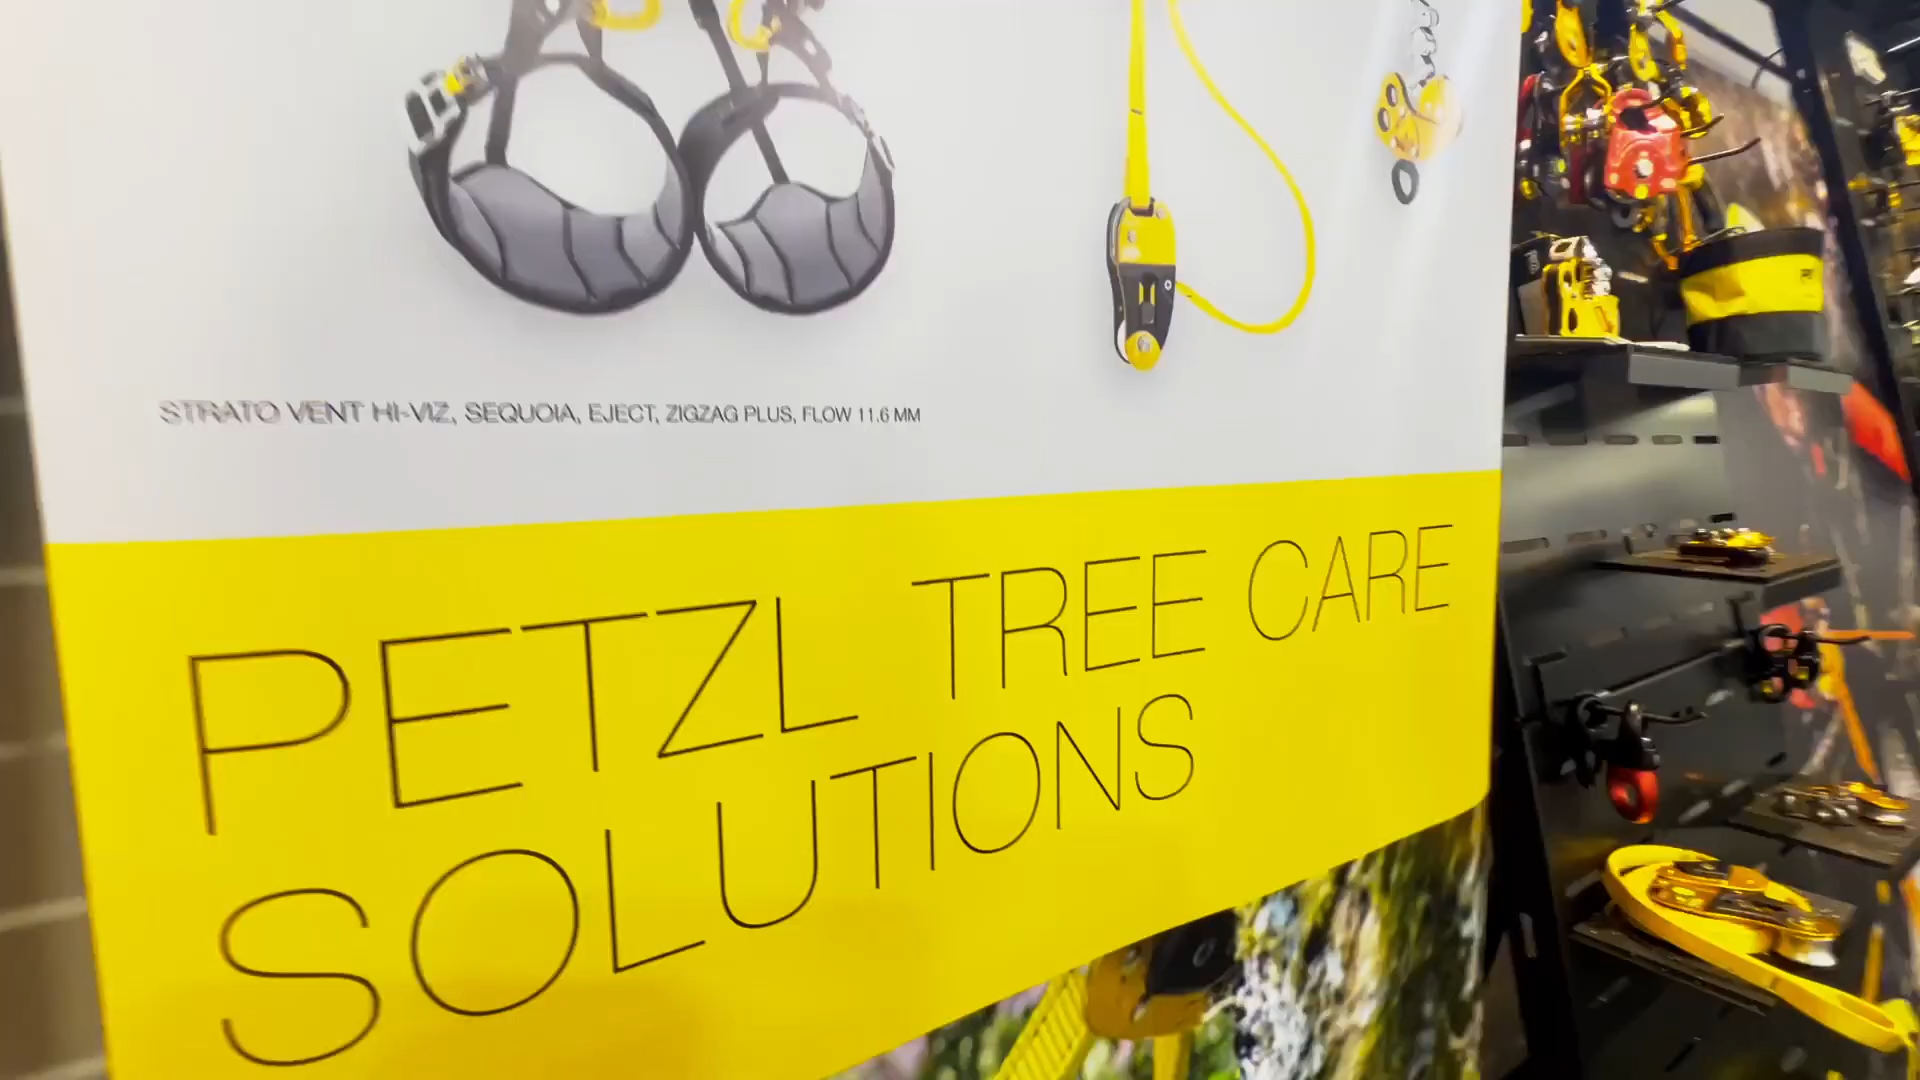 STRATO VENT HI-VIZ, SEQUOIA, EJECT, ZIGZAG PLUS, FLOW 11.6 MM
PETZL TREE CARE
SOLUTIONS